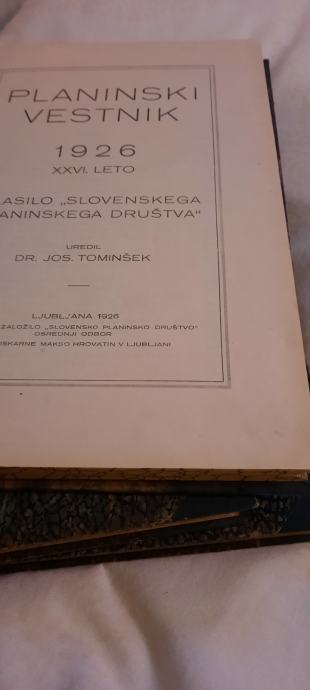 PLANINSKI
VESTNIK
1926
XXVI. LETO
ASILO „SLOVENSKEGA
ANINSKEGA DRUŠTVA"
UREDIL
DR. JOS. TOMINŠEK
LJUBLJANA 1926
ZALOŽILO „SLOVENSKO PLANINSKO DRUŠTVO"
OSREDNJI ODBOR
ISKARNE MAKSO HROVATIN V LJUBLJANI